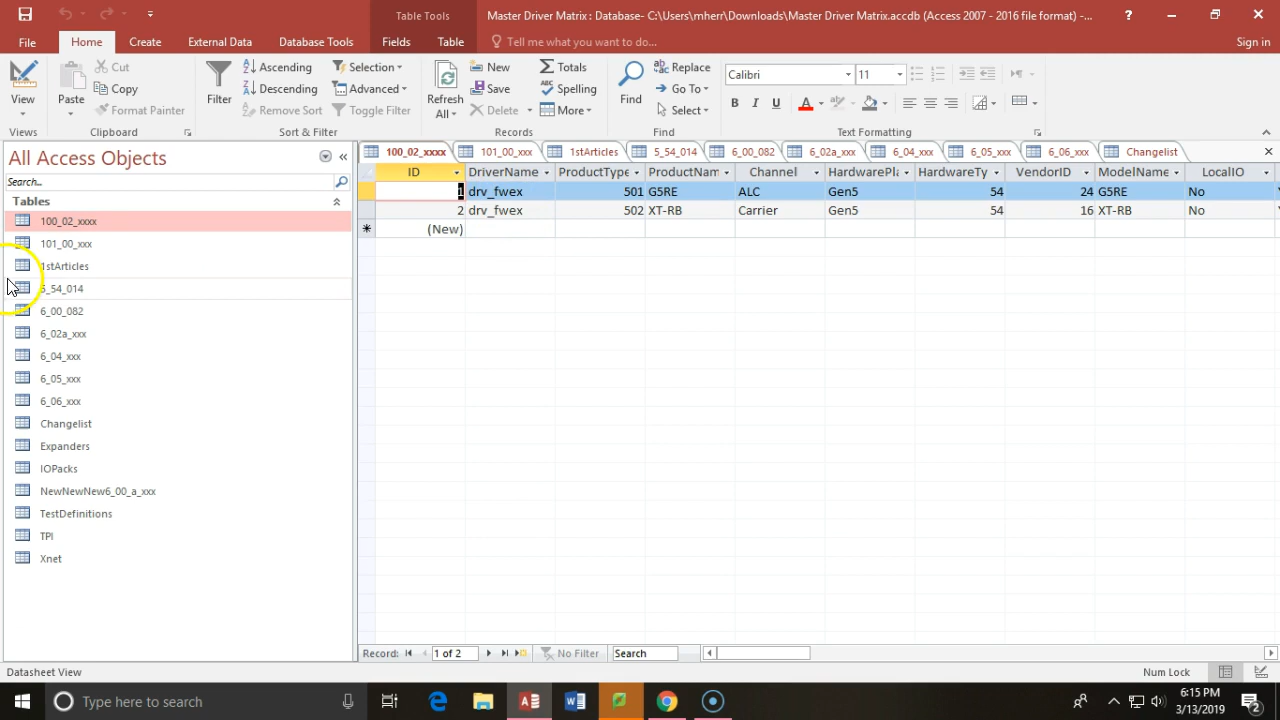 Table Tools
Master Driver Matrix : Database- C:\Users\mherr\Downloads\Master Driver Matrix.accdb (Access 2007 - 2016 file format) -...
?
File Home Create External Data Database Tools Fields Table Tell me what you want to do... Sign in
View
Views
Paste
Cut
Copy
Format Painter
Clipboard
Filter
Ascending
Descending
Remove Sort
Selection
Advanced
Toggle Filter
Sort & Filter
Refresh
All
New
Save
Delete
Totals
Spelling
More
Records
Find
Replace
Go To
Select
Find
Calibri 11
B I U A
Text Formatting
All Access Objects
Search...
Tables
100_02_xxxx
101_00_xxx
1stArticles
5_54_014
6_00_082
6_02a_xxx
6_04_xxx
6_05_xxx
6_06_xxx
Changelist
Expanders
IOPacks
NewNewNew6_00_a_xxx
TestDefinitions
TPI
Xnet
100_02_xxxx 101_00_xxx 1stArticles 5_54_014 6_00_082 6_02a_xxx 6_04_xxx 6_05_xxx 6_06_xxx Changelist
ID DriverName ProductType ProductNam Channel HardwarePla HardwareTy VendorID ModelName LocalIO
1 drv_fwex 501 G5RE ALC Gen5 54 24 G5RE No
2 drv_fwex 502 XT-RB Carrier Gen5 54 16 XT-RB No
(New)
Record: 1 of 2 No Filter Search
Datasheet View
Num Lock
Type here to search
6:15 PM
3/13/2019
2